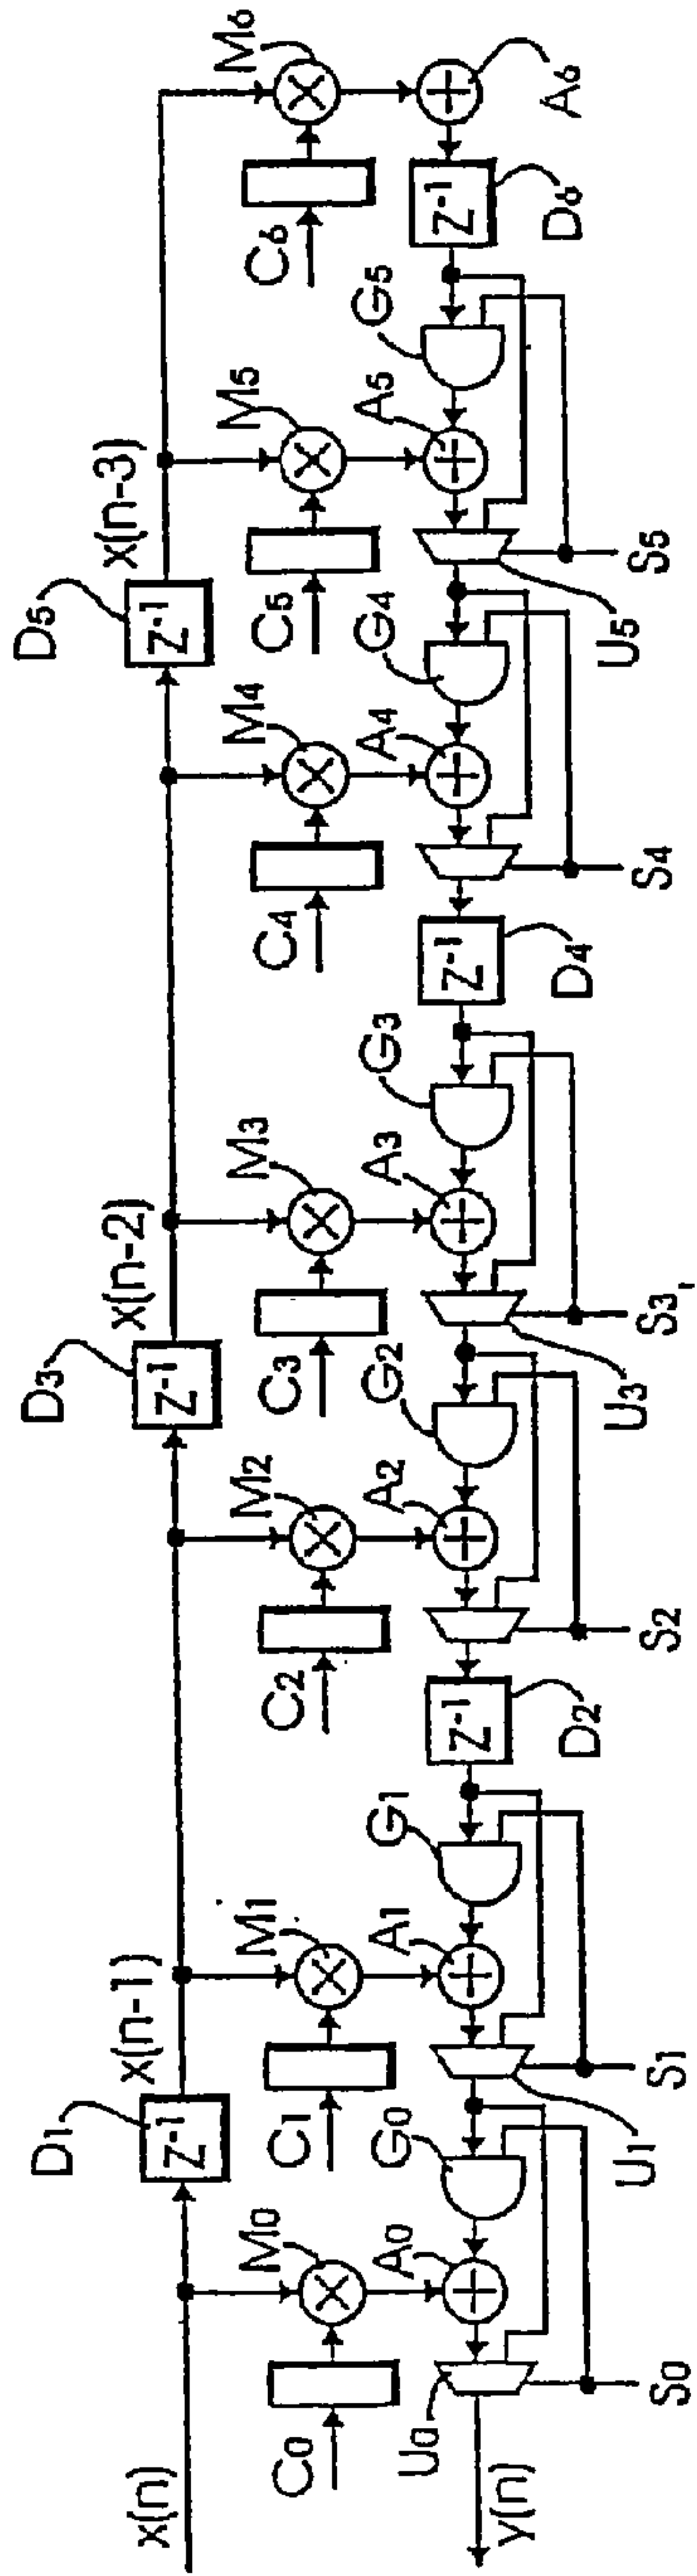 x(n)
D1
Z-1
x(n-1)
D3
Z-1
x(n-2)
D5
Z-1
x(n-3)
C0
M0
C1
M1
C2
M2
C3
M3
C4
M4
C5
M5
C6
M6
y(n)
U0
A0
G0
U1
A1
G1
Z-1
D2
A2
G2
U3
A3
G3
Z-1
D4
A4
G4
U5
A5
G5
Z-1
D6
A6
S0
S1
S2
S3
S4
S5